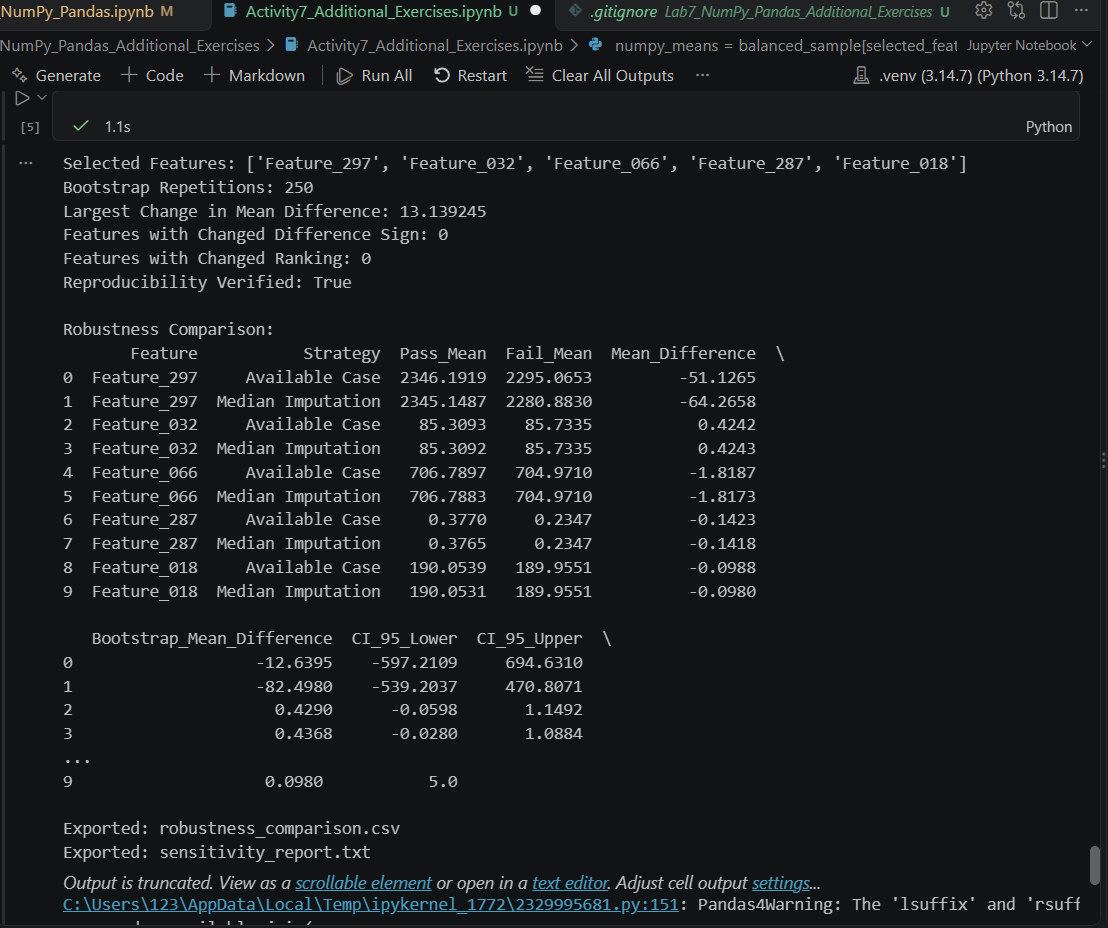 NumPy_Pandas.ipynb M Activity7_Additional_Exercises.ipynb U .gitignore Lab7_NumPy_Pandas_Additional_Exercises U
NumPy_Pandas_Additional_Exercises > Activity7_Additional_Exercises.ipynb > numpy_means = balanced_sample[selected_feat Jupyter Notebook
Generate + Code + Markdown Run All Restart Clear All Outputs ... .venv (3.14.7) (Python 3.14.7)
[5] 1.1s Python
Selected Features: ['Feature_297', 'Feature_032', 'Feature_066', 'Feature_287', 'Feature_018']
Bootstrap Repetitions: 250
Largest Change in Mean Difference: 13.139245
Features with Changed Difference Sign: 0
Features with Changed Ranking: 0
Reproducibility Verified: True
Robustness Comparison:
Feature Strategy Pass_Mean Fail_Mean Mean_Difference \
0 Feature_297 Available Case 2346.1919 2295.0653 -51.1265
1 Feature_297 Median Imputation 2345.1487 2280.8830 -64.2658
2 Feature_032 Available Case 85.3093 85.7335 0.4242
3 Feature_032 Median Imputation 85.3092 85.7335 0.4243
4 Feature_066 Available Case 706.7897 704.9710 -1.8187
5 Feature_066 Median Imputation 706.7883 704.9710 -1.8173
6 Feature_287 Available Case 0.3770 0.2347 -0.1423
7 Feature_287 Median Imputation 0.3765 0.2347 -0.1418
8 Feature_018 Available Case 190.0539 189.9551 -0.0988
9 Feature_018 Median Imputation 190.0531 189.9551 -0.0980
Bootstrap_Mean_Difference CI_95_Lower CI_95_Upper \
0 -12.6395 -597.2109 694.6310
1 -82.4980 -539.2037 470.8071
2 0.4290 -0.0598 1.1492
3 0.4368 -0.0280 1.0884
...
9 0.0980 5.0
Exported: robustness_comparison.csv
Exported: sensitivity_report.txt
Output is truncated. View as a scrollable element or open in a text editor. Adjust cell output settings...
C:\Users\123\AppData\Local\Temp\ipykernel_1772\2329995681.py:151: Pandas4Warning: The 'lsuffix' and 'rsuff